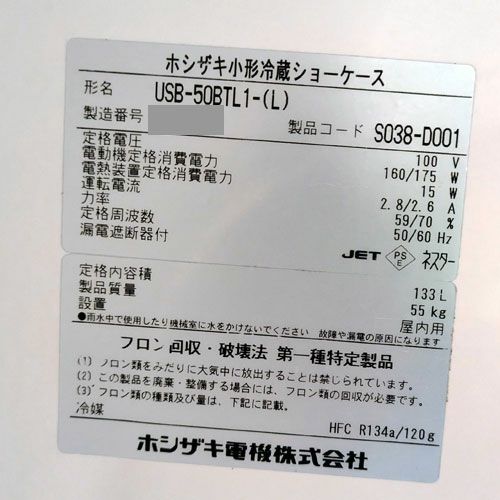 ホシザキ小形冷蔵ショーケース
形名 USB-50BTL1-(L)
製造番号
製品コード S038-D001
定格電圧 100 V
電動機定格消費電力 160/175 W
電熱装置定格消費電力 15 W
運転電流 2.8/2.6 A
力率 59/70 %
定格周波数 50/60 Hz
漏電遮断器付
JET PS E ネスター
定格内容積 133 L
製品質量 55 kg
設置 屋内用
●雨水中で使用したり機械室に水をかけないでください 故障や漏電の原因になります
フロン回収・破壊法 第一種特定製品
(1) フロン類をみだりに大気中に放出することは禁じられています。
(2) この製品を廃棄・整備する場合には、フロン類の回収が必要です。
(3) フロン類の種類及び量は、下記に記載。
冷媒 HFC R134a/120g
ホシザキ電機株式会社